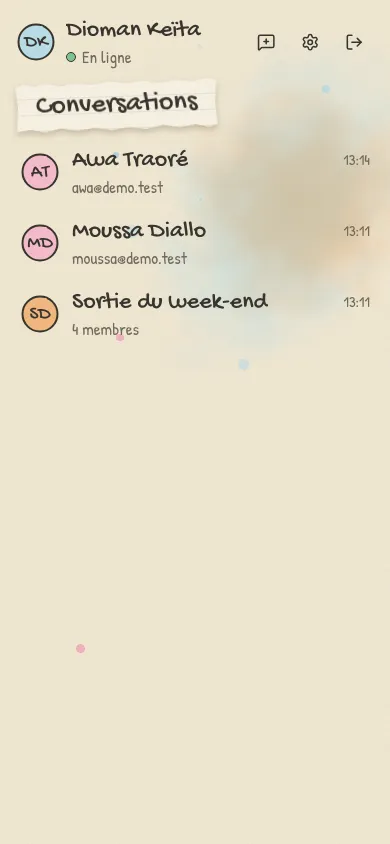 DK
Dioman Keïta
En ligne
Conversations
AT
Awa Traoré
13:14
awa@demo.test
MD
Moussa Diallo
13:11
moussa@demo.test
SD
Sortie du week-end
13:11
4 membres